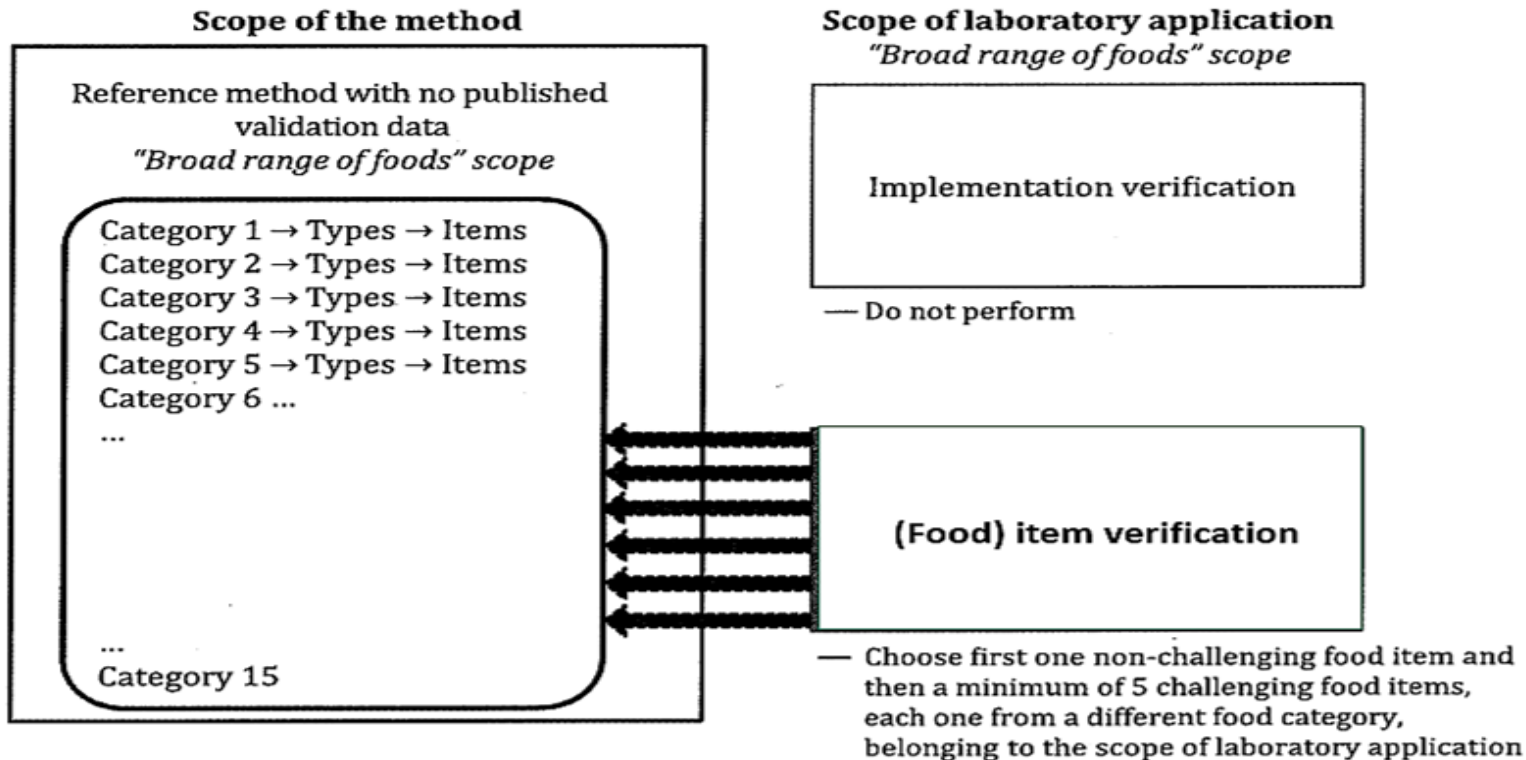 Scope of the method
Reference method with no published
validation data
"Broad range of foods" scope
Category 1 → Types → Items
Category 2 → Types → Items
Category 3 → Types → Items
Category 4 → Types → Items
Category 5 → Types → Items
Category 6 ...
...
...
Category 15
Scope of laboratory application
"Broad range of foods" scope
Implementation verification
— Do not perform
(Food) item verification
— Choose first one non-challenging food item and
then a minimum of 5 challenging food items,
each one from a different food category,
belonging to the scope of laboratory application